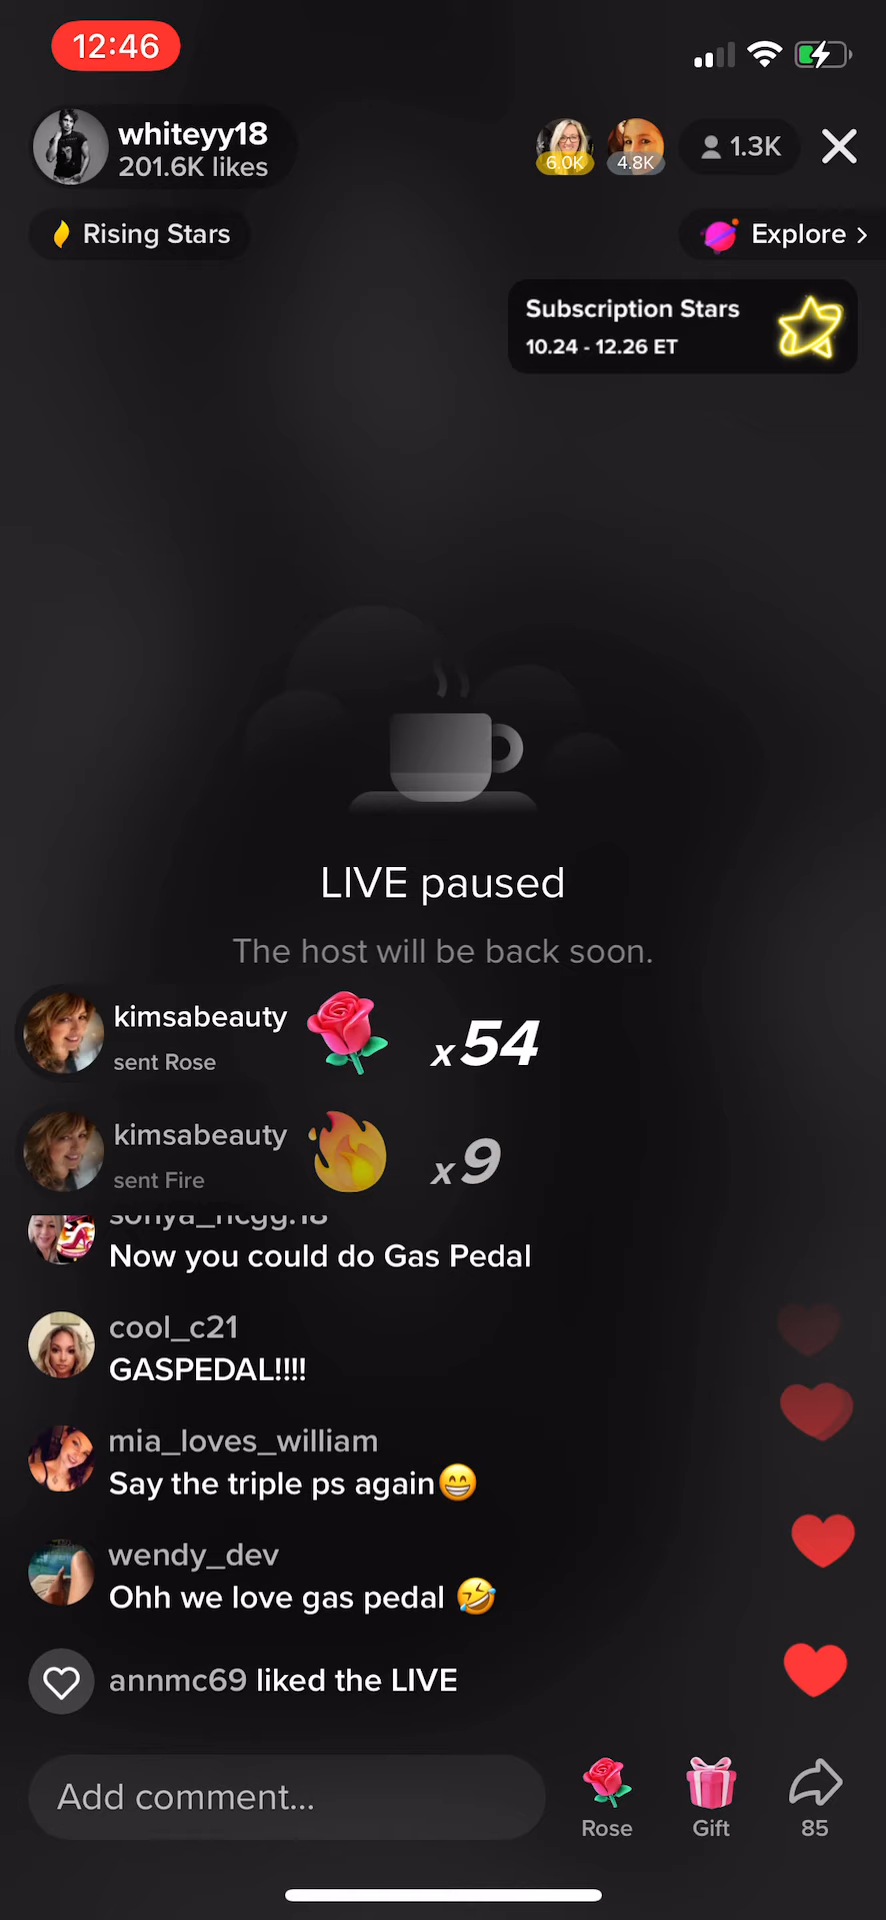 12:46
whiteyy18
201.6K likes
6.0K
4.8K
1.3K
Rising Stars
Explore >
Subscription Stars
10.24 - 12.26 ET
LIVE paused
The host will be back soon.
kimsabeauty
sent Rose
x54
kimsabeauty
sent Fire
x9
Now you could do Gas Pedal
cool_c21
GASPEDAL!!!!
mia_loves_william
Say the triple ps again😁
wendy_dev
Ohh we love gas pedal 🤣
annmc69 liked the LIVE
Add comment...
Rose
Gift
85